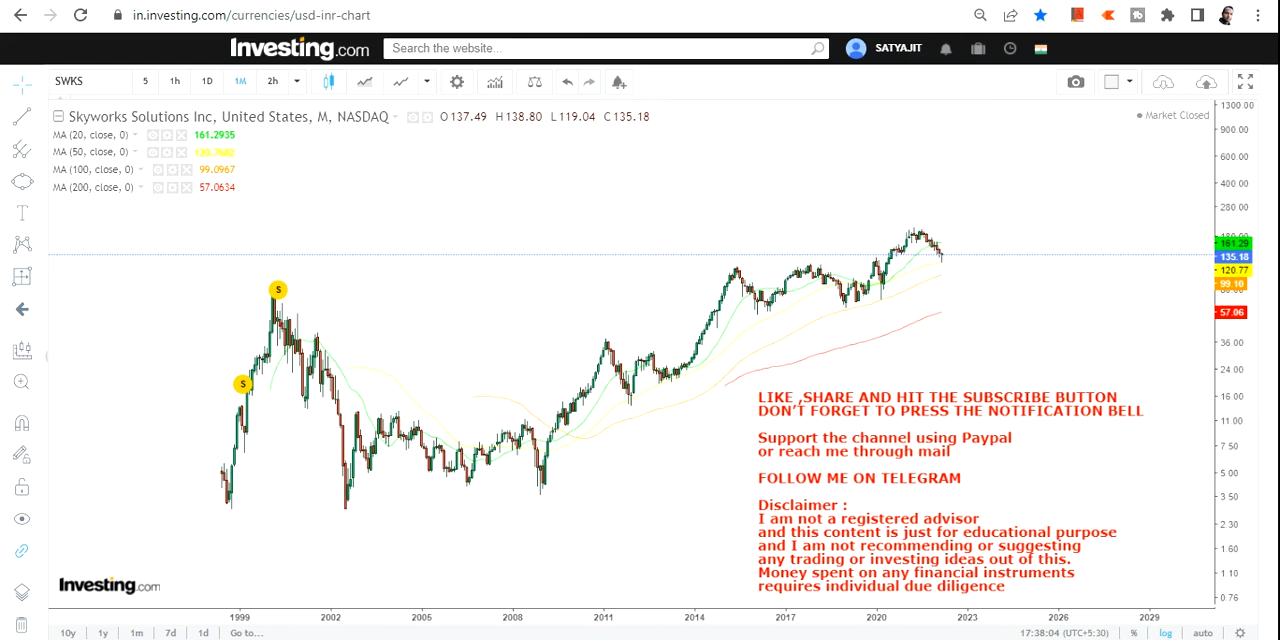 in.investing.com/currencies/usd-inr-chart
Investing.com Search the website... SATYAJIT
SWKS 5 1h 1D 1M 2h
Skyworks Solutions Inc, United States, M, NASDAQ O137.49 H138.80 L119.04 C135.18
Market Closed
MA (20, close, 0) 161.2935
MA (50, close, 0)
MA (100, close, 0) 99.0967
MA (200, close, 0) 57.0634
1300.00
900.00
600.00
400.00
280.00
161.29
135.18
120.77
99.10
57.06
36.00
24.00
16.00
11.00
7.50
5.00
3.50
2.30
1.60
1.10
0.76
S
S
LIKE ,SHARE AND HIT THE SUBSCRIBE BUTTON
DON'T FORGET TO PRESS THE NOTIFICATION BELL
Support the channel using Paypal
or reach me through mail
FOLLOW ME ON TELEGRAM
Disclaimer :
I am not a registered advisor
and this content is just for educational purpose
and I am not recommending or suggesting
any trading or investing ideas out of this.
Money spent on any financial instruments
requires individual due diligence
Investing.com
1999 2002 2005 2008 2011 2014 2017 2020 2023 2026 2029
10y 1y 1m 7d 1d Go to... 17:38:04 (UTC+5:30) % log auto